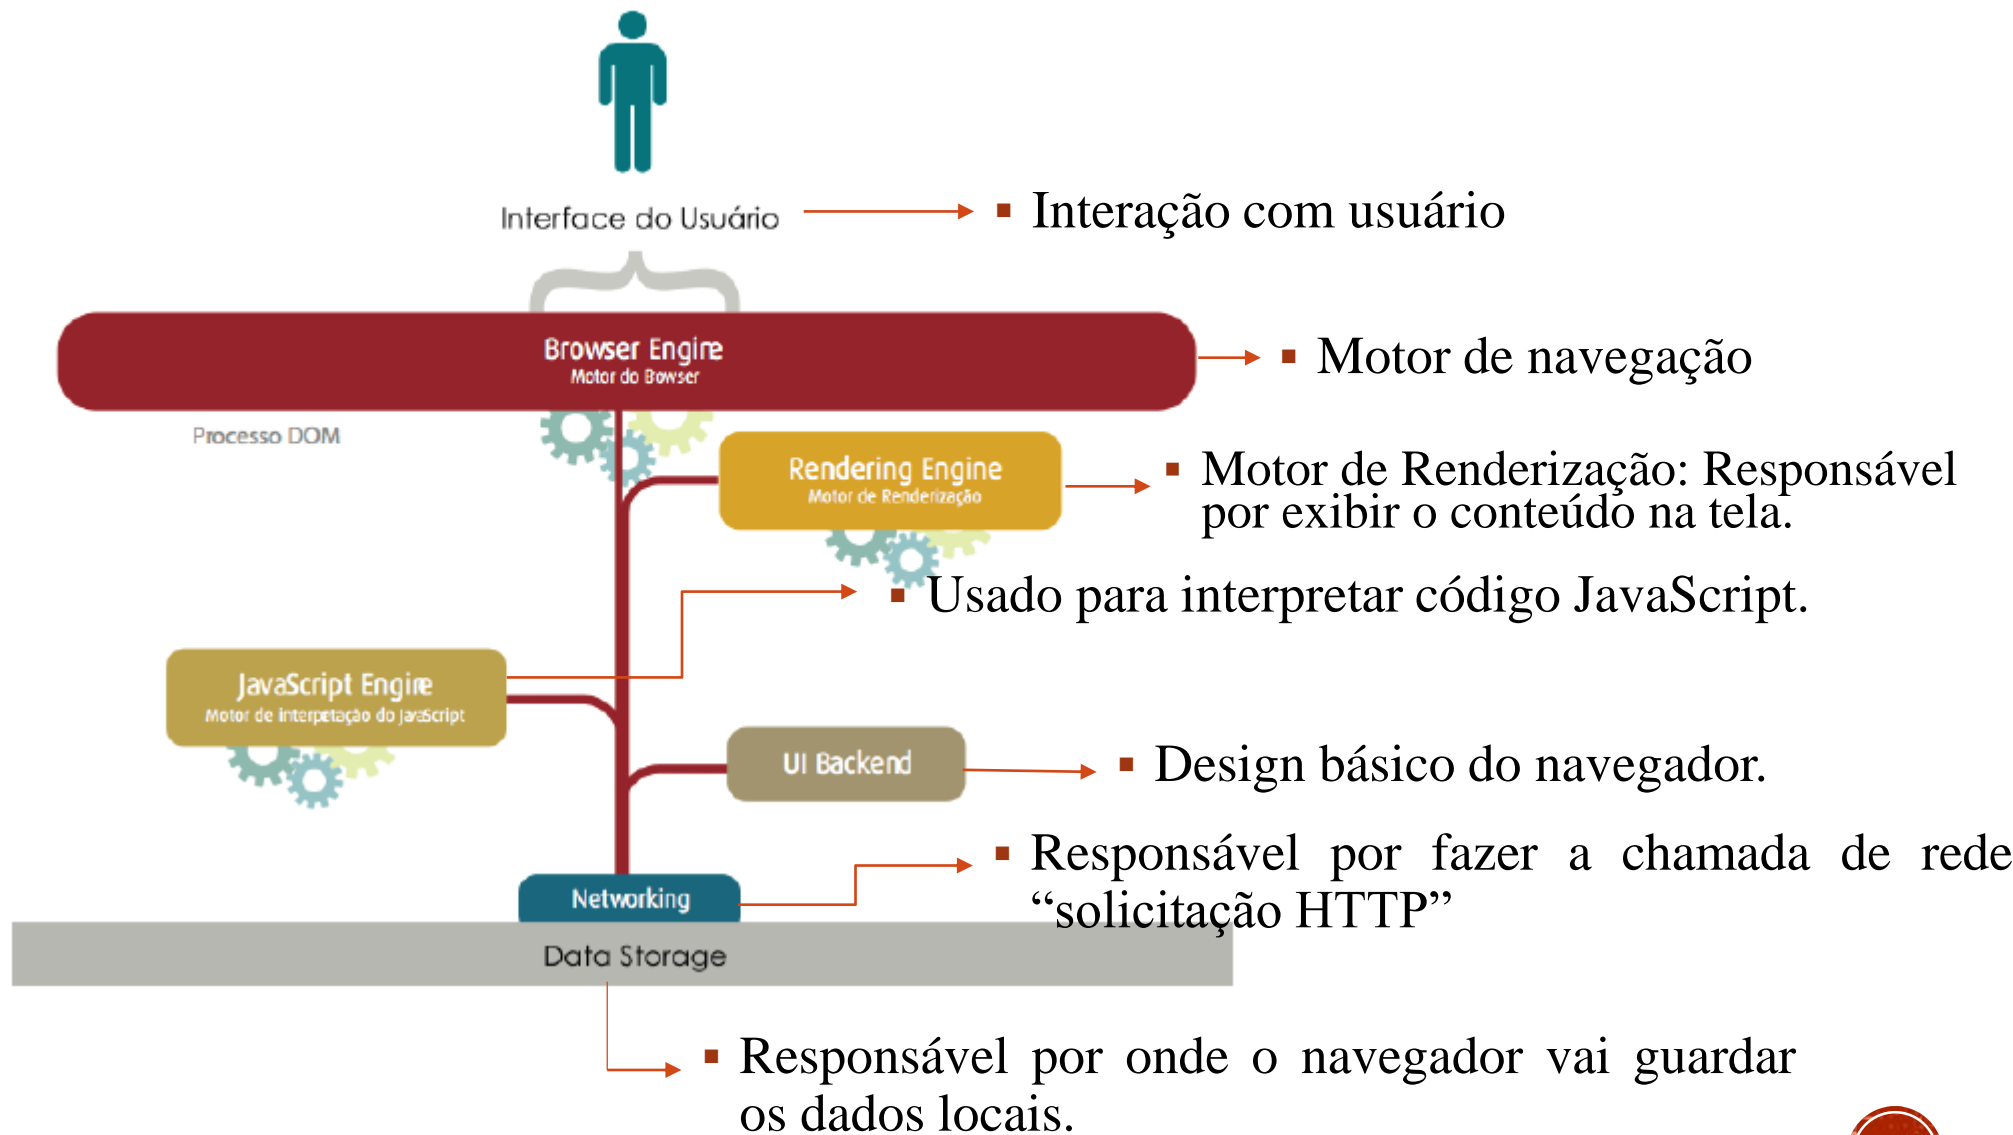 Interface do Usuário
▪ Interação com usuário
Browser Engine
Motor do Bowser
▪ Motor de navegação
Processo DOM
Rendering Engine
Motor de Renderização
▪ Motor de Renderização: Responsável
por exibir o conteúdo na tela.
▪ Usado para interpretar código JavaScript.
JavaScript Engine
Motor de interpetação do JavaScript
UI Backend
▪ Design básico do navegador.
▪ Responsável por fazer a chamada de rede
“solicitação HTTP”
Networking
Data Storage
▪ Responsável por onde o navegador vai guardar
os dados locais.